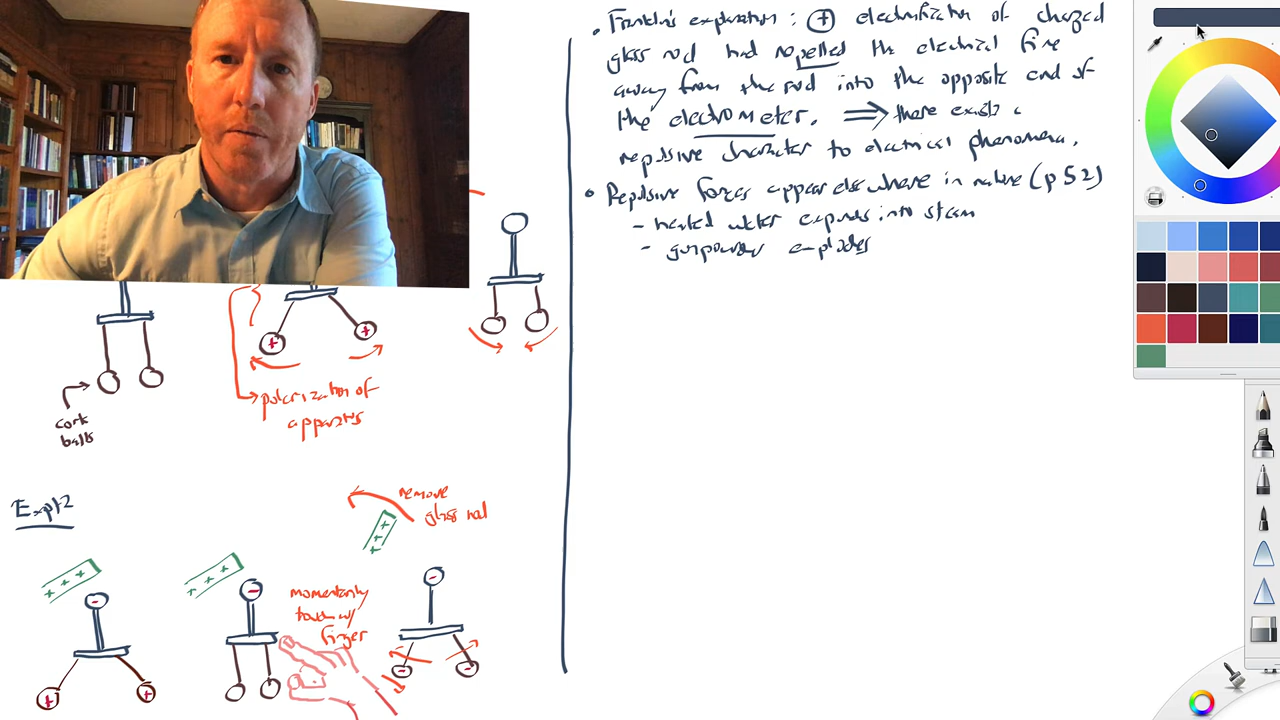 • Franklin's explanation : + electrification of charged
glass rod had repelled the electrical fire
away from the rod into the opposite end of
the electrometer. ⇒ there exists a
repulsive character to electrical phenomena.
• Repulsive forces appear elsewhere in nature (p 52)
- heated water expands into steam
- gunpowder explodes
+ +
polarization of
apparatus
cork
balls
Expt 2
remove
glass rod
+ + +
+ + +
+ + +
- - -
momentarily
touch w/
finger
+ +
- -